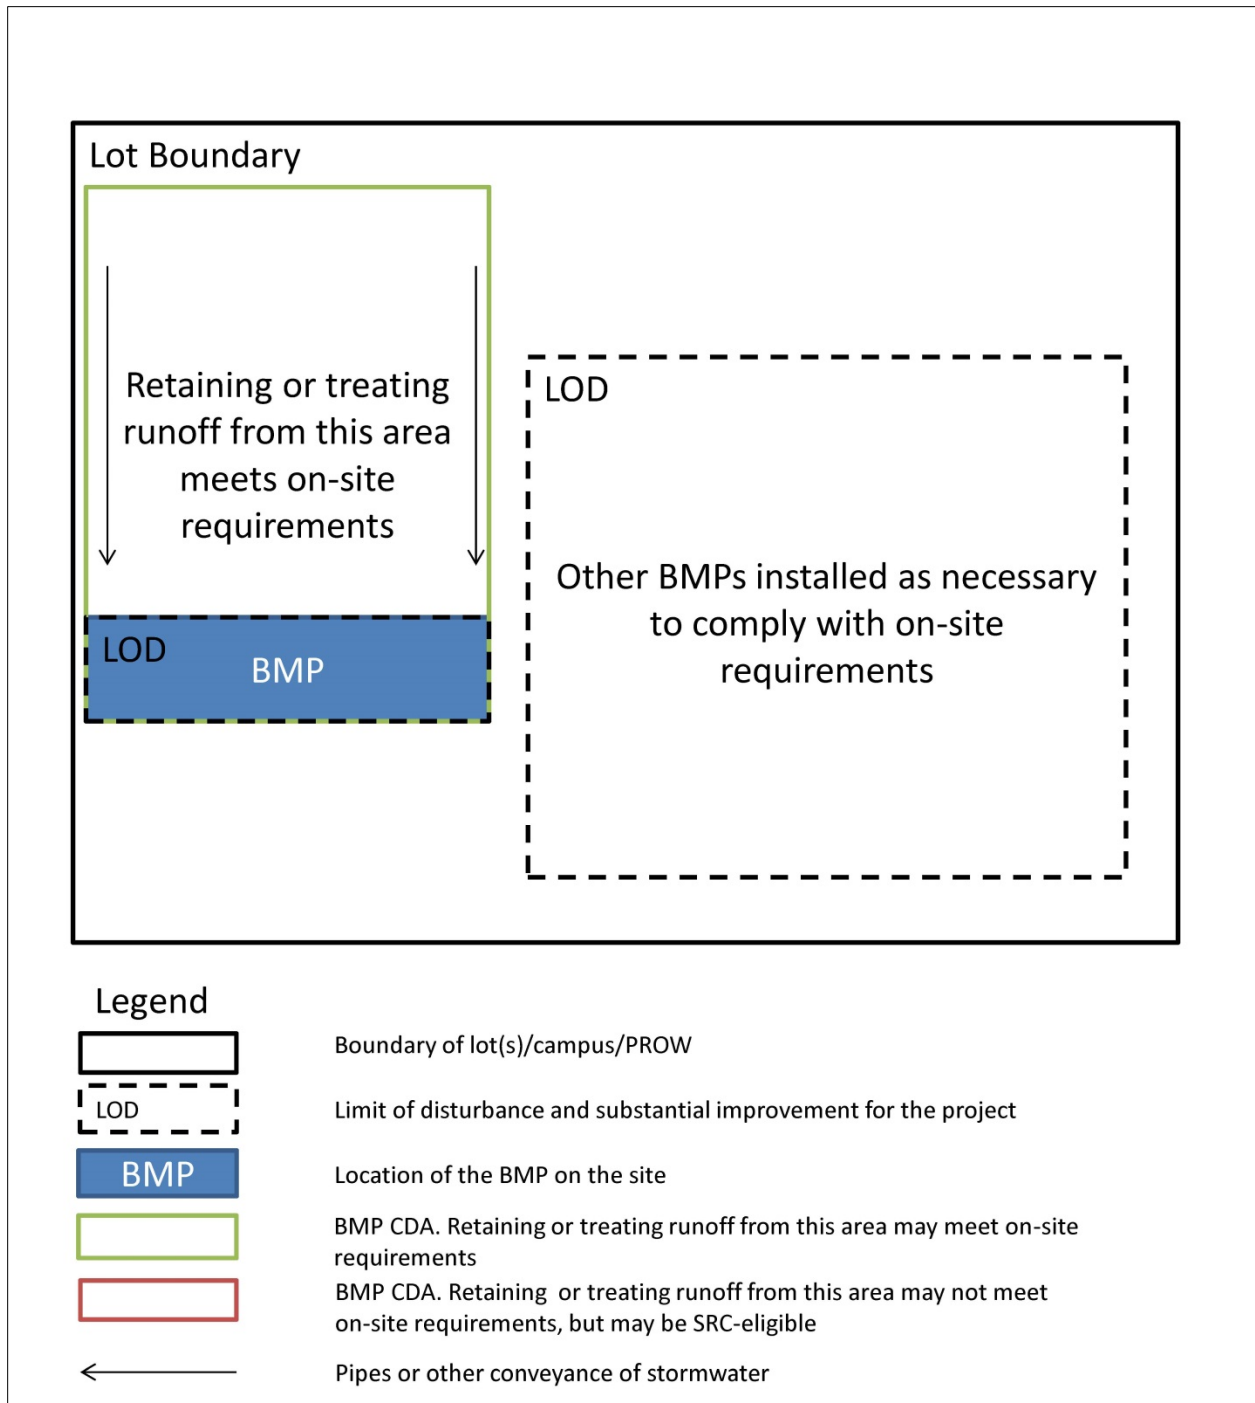 Lot Boundary
Retaining or treating
runoff from this area
meets on-site
requirements
LOD
BMP
LOD
Other BMPs installed as necessary
to comply with on-site
requirements
Legend
Boundary of lot(s)/campus/PROW
LOD
Limit of disturbance and substantial improvement for the project
BMP
Location of the BMP on the site
BMP CDA. Retaining or treating runoff from this area may meet on-site
requirements
BMP CDA. Retaining or treating runoff from this area may not meet
on-site requirements, but may be SRC-eligible
Pipes or other conveyance of stormwater